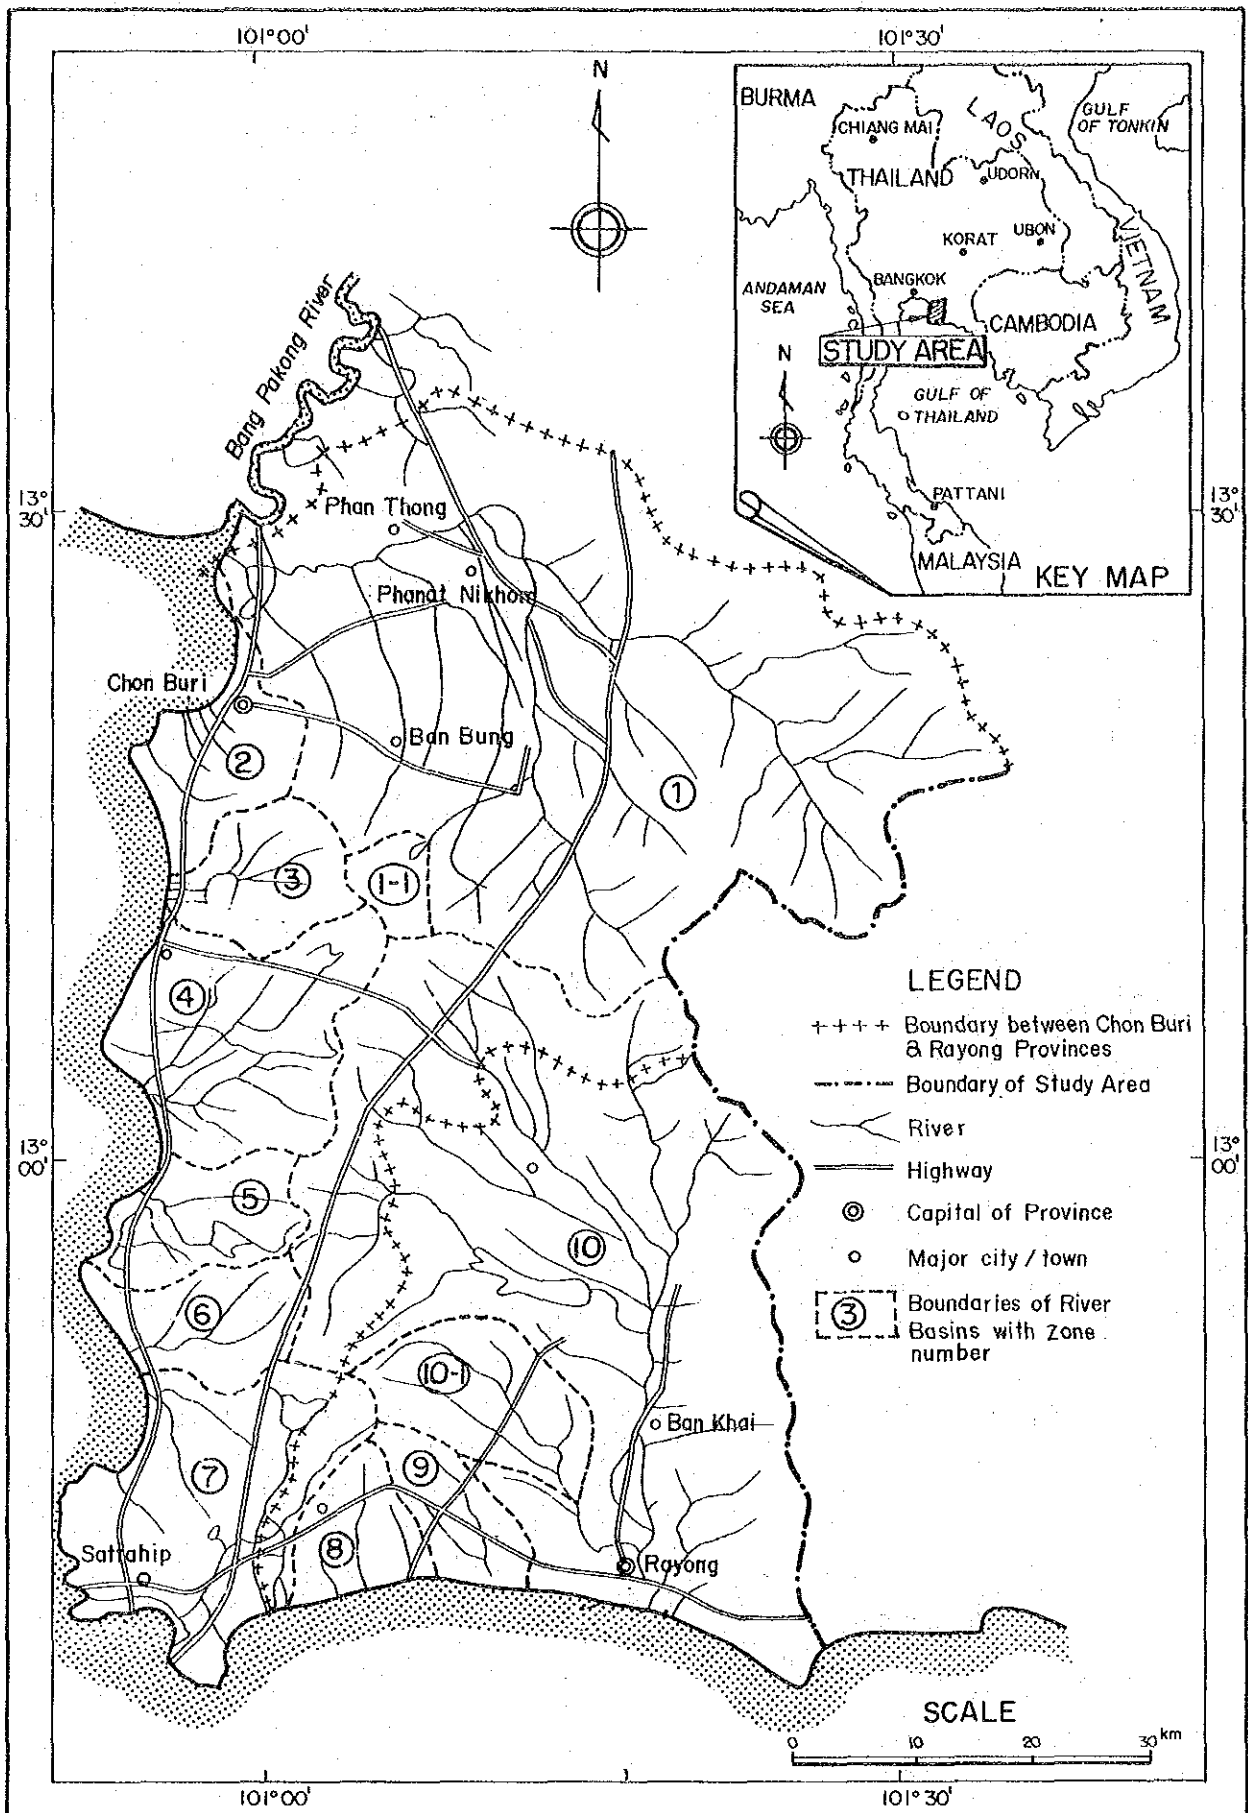 101°00'
101°30'
N
BURMA
CHIANG MAI
LAOS
GULF
OF TONKIN
THAILAND
UDORN
KORAT
UBON
VIETNAM
BANGKOK
ANDAMAN
SEA
CAMBODIA
STUDY AREA
N
GULF OF
THAILAND
PATTANI
MALAYSIA
KEY MAP
Bang Pakong River
13°
30'
13°
30'
Phan Thong
Phanat Nikhom
Chon Buri
Ban Bung
2
1
3
1-1
4
LEGEND
Boundary between Chon Buri
& Rayong Provinces
Boundary of Study Area
River
Highway
Capital of Province
Major city / town
3
Boundaries of River
Basins with zone
number
13°
00'
13°
00'
5
10
6
10-1
Ban Khai
7
9
8
Sattahip
Rayong
SCALE
0 10 20 30 km
101°00'
101°30'